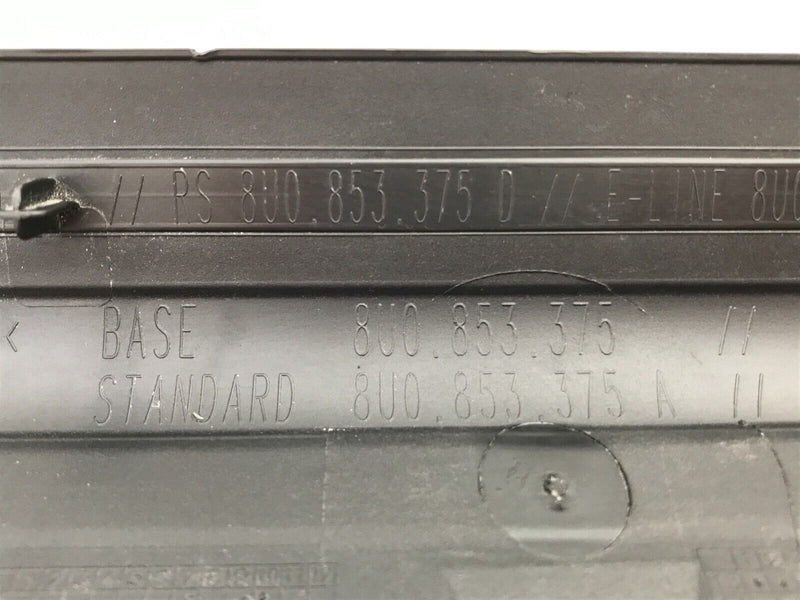 // RS 8U0.853.375 D // E-LINE
< BASE 8U0.853.375 //
STANDARD 8U0.853.375 A //